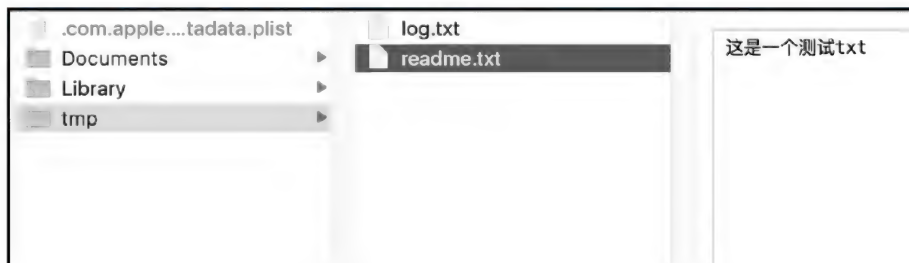 .com.apple....tadata.plist
Documents
Library
tmp
log.txt
readme.txt
这是一个测试txt